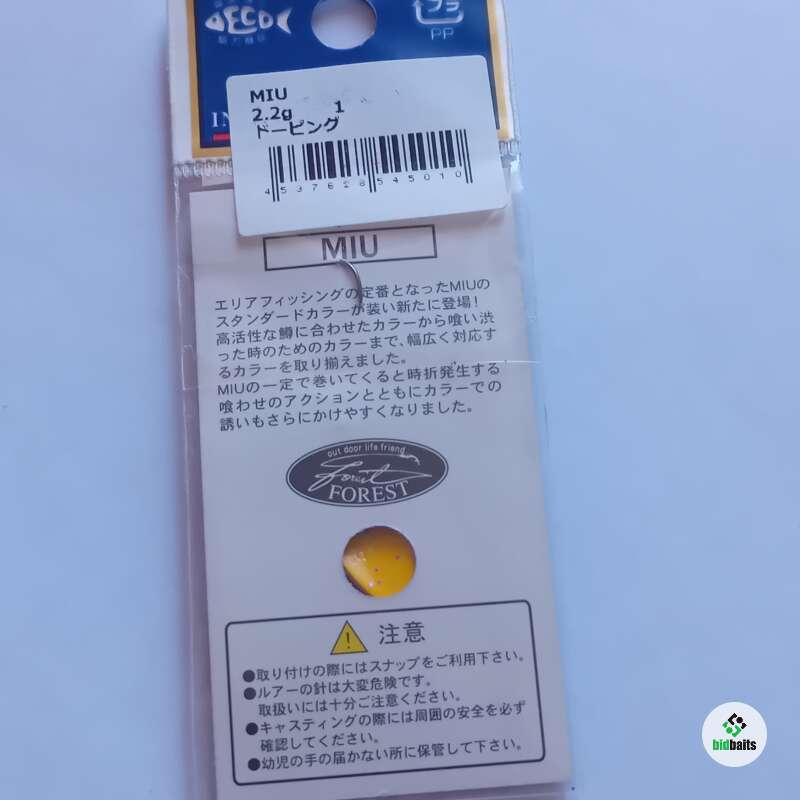 ECO
プラ
PP
IN
MIU
2.2g 1
ドーピング
4537628545010
MIU
エリアフィッシングの定番となったMIUの
スタンダードカラーが装い新たに登場!
高活性な鱒に合わせたカラーから喰い渋
った時のためのカラーまで、幅広く対応す
るカラーを取り揃えました。
MIUの一定で巻いてくると時折発生する
喰わせのアクションとともにカラーでの
誘いもさらにかけやすくなりました。
out door life friend
Forest
FOREST
注意
●取り付けの際にはスナップをご利用下さい。
●ルアーの針は大変危険です。
取扱いには十分ご注意ください。
●キャスティングの際には周囲の安全を必ず
確認してください。
●幼児の手の届かない所に保管して下さい。
bidbaits